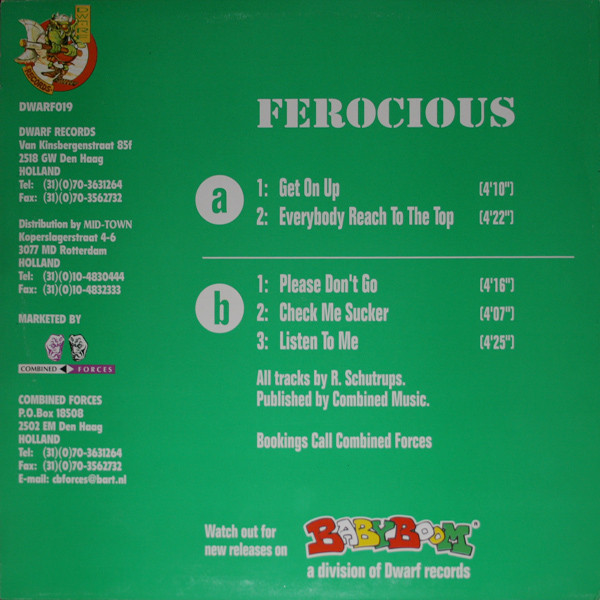 DWARF
RECORDS
DWARF019
DWARF RECORDS
Van Kinsbergenstraat 85f
2518 GW Den Haag
HOLLAND
Tel: (31)(0)70-3631264
Fax: (31)(0)70-3562732
Distribution by MID-TOWN
Koperslagerstraat 4-6
3077 MD Rotterdam
HOLLAND
Tel: (31)(0)10-4830444
Fax: (31)(0)10-4832333
MARKETED BY
COMBINED FORCES
COMBINED FORCES
P.O.Box 18508
2502 EM Den Haag
HOLLAND
Tel: (31)(0)70-3631264
Fax: (31)(0)70-3562732
E-mail: cbforces@bart.nl
FEROCIOUS
a
1: Get On Up (4'10")
2: Everybody Reach To The Top (4'22")
b
1: Please Don't Go (4'16")
2: Check Me Sucker (4'07")
3: Listen To Me (4'25")
All tracks by R. Schutrups.
Published by Combined Music.
Bookings Call Combined Forces
Watch out for
new releases on
BABYBOOM
a division of Dwarf records